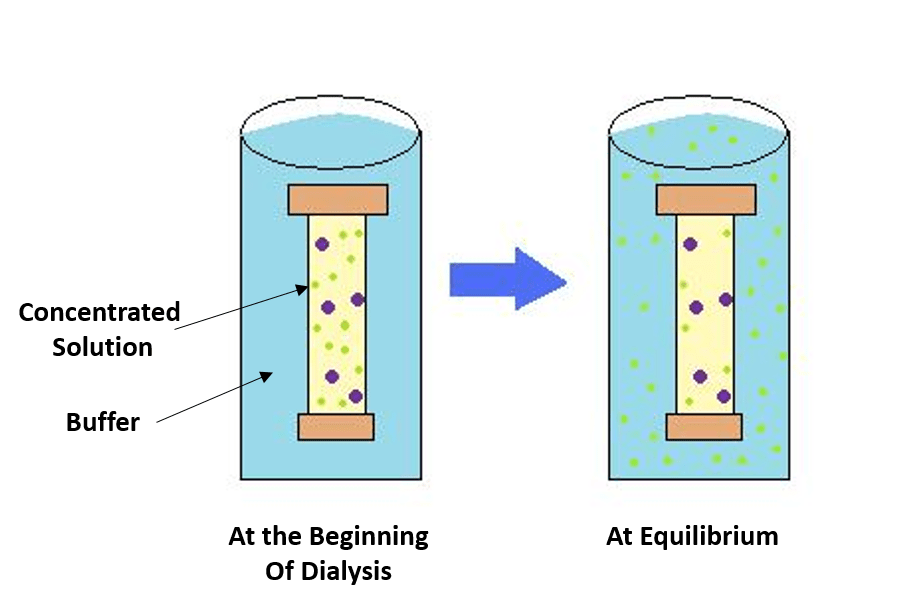 Concentrated
Solution
Buffer
At the Beginning
Of Dialysis
At Equilibrium